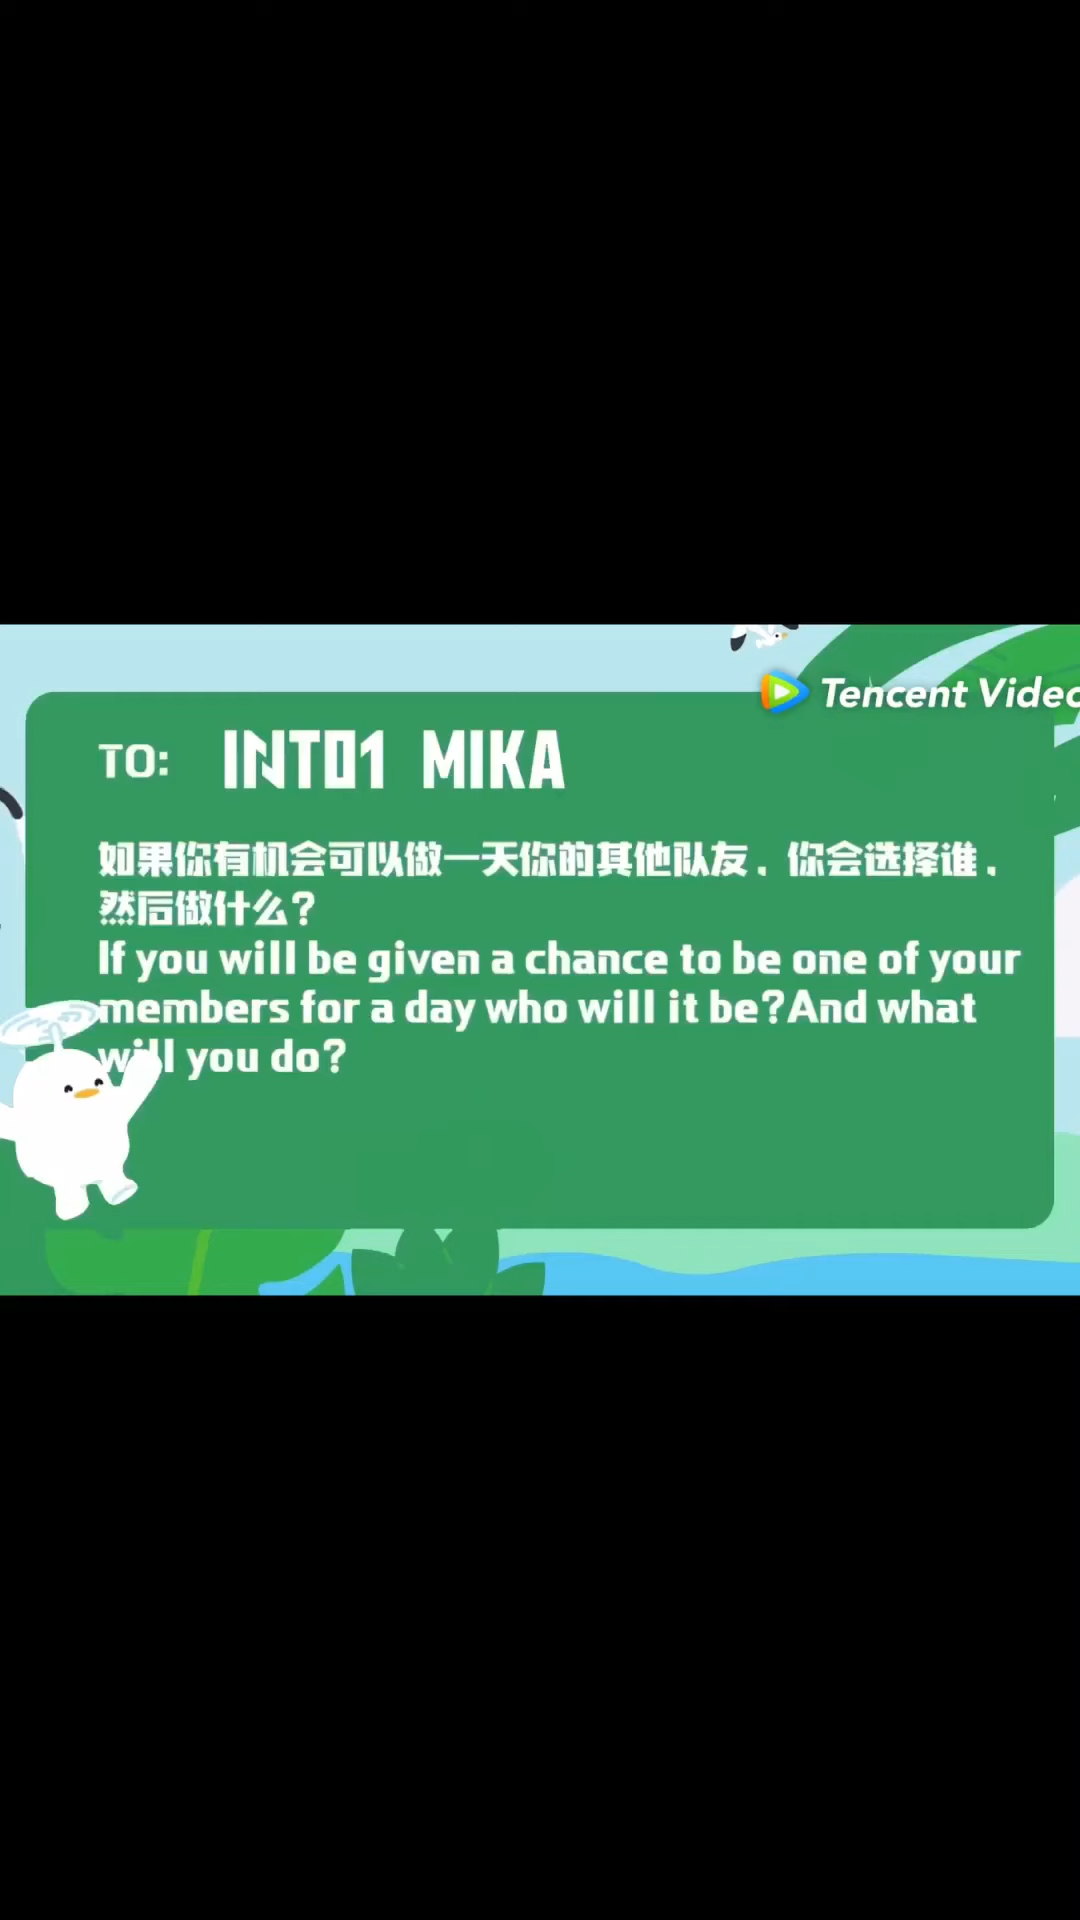 Tencent Video
TO: INTO1 MIKA
如果你有机会可以做一天你的其他队友，你会选择谁，
然后做什么？
If you will be given a chance to be one of your
members for a day who will it be?And what
will you do?